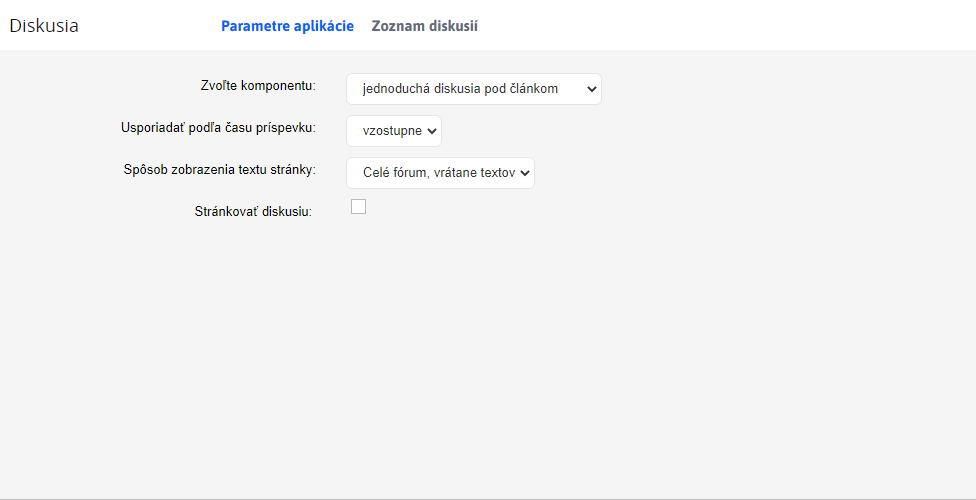 Diskusia Parametre aplikácie Zoznam diskusií
Zvoľte komponentu: jednoduchá diskusia pod článkom
Usporiadať podľa času príspevku: vzostupne
Spôsob zobrazenia textu stránky: Celé fórum, vrátane textov
Stránkovať diskusiu: